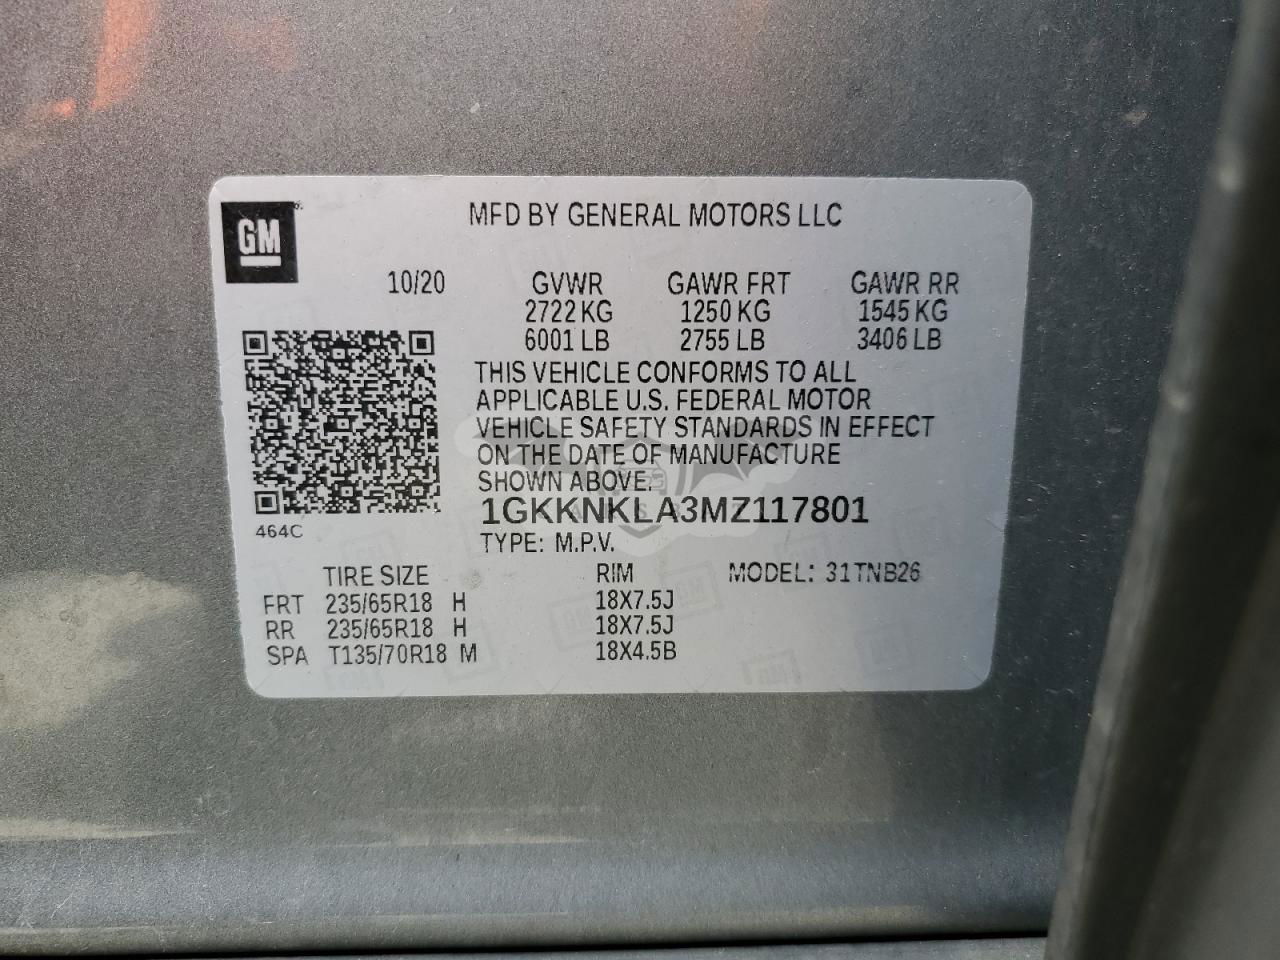 GM
MFD BY GENERAL MOTORS LLC
10/20 GVWR GAWR FRT GAWR RR
2722 KG 1250 KG 1545 KG
6001 LB 2755 LB 3406 LB
THIS VEHICLE CONFORMS TO ALL
APPLICABLE U.S. FEDERAL MOTOR
VEHICLE SAFETY STANDARDS IN EFFECT
ON THE DATE OF MANUFACTURE
SHOWN ABOVE.
1GKKNKLA3MZ117801
464C
TYPE: M.P.V.
TIRE SIZE RIM MODEL: 31TNB26
FRT 235/65R18 H 18X7.5J
RR 235/65R18 H 18X7.5J
SPA T135/70R18 M 18X4.5B